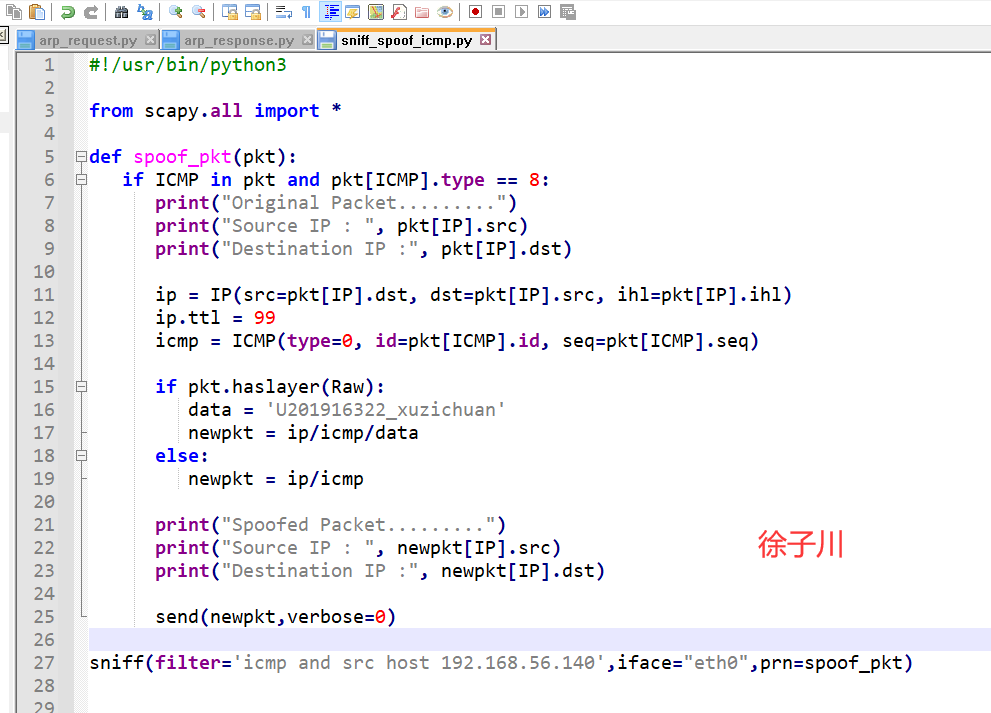 arp_request.py arp_response.py sniff_spoof_icmp.py
1 #!/usr/bin/python3
2
3 from scapy.all import *
4
5 def spoof_pkt(pkt):
6 if ICMP in pkt and pkt[ICMP].type == 8:
7 print("Original Packet.........")
8 print("Source IP : ", pkt[IP].src)
9 print("Destination IP :", pkt[IP].dst)
10
11 ip = IP(src=pkt[IP].dst, dst=pkt[IP].src, ihl=pkt[IP].ihl)
12 ip.ttl = 99
13 icmp = ICMP(type=0, id=pkt[ICMP].id, seq=pkt[ICMP].seq)
14
15 if pkt.haslayer(Raw):
16 data = 'U201916322_xuzichuan'
17 newpkt = ip/icmp/data
18 else:
19 newpkt = ip/icmp
20
21 print("Spoofed Packet.........")
22 print("Source IP : ", newpkt[IP].src)
徐子川
23 print("Destination IP :", newpkt[IP].dst)
24
25 send(newpkt,verbose=0)
26
27 sniff(filter='icmp and src host 192.168.56.140',iface="eth0",prn=spoof_pkt)
28
29